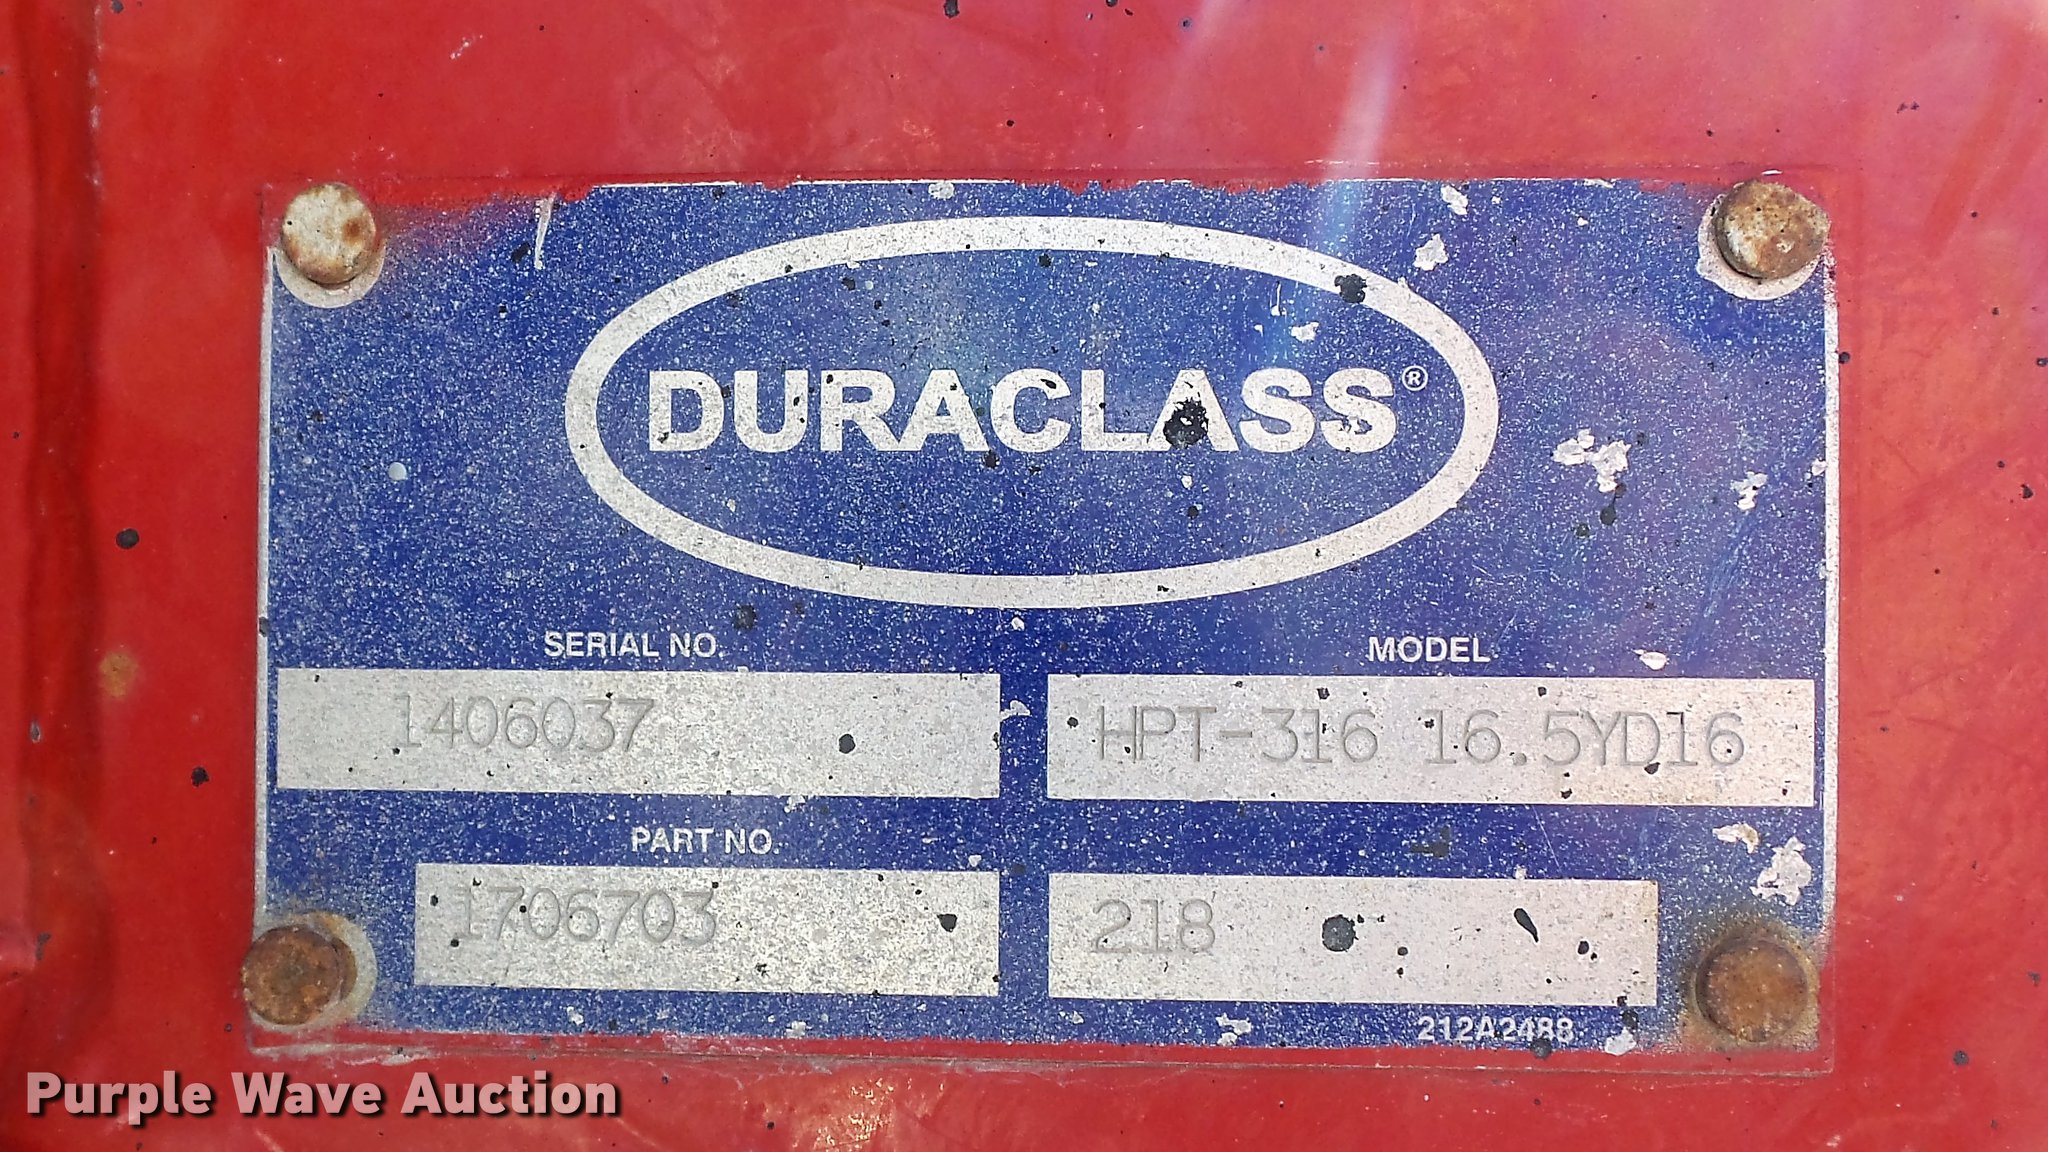 DURACLASS®
SERIAL NO. MODEL
1406037 HPT-316 16.5YD16
PART NO.
1706703 218
212A2488
Purple Wave Auction